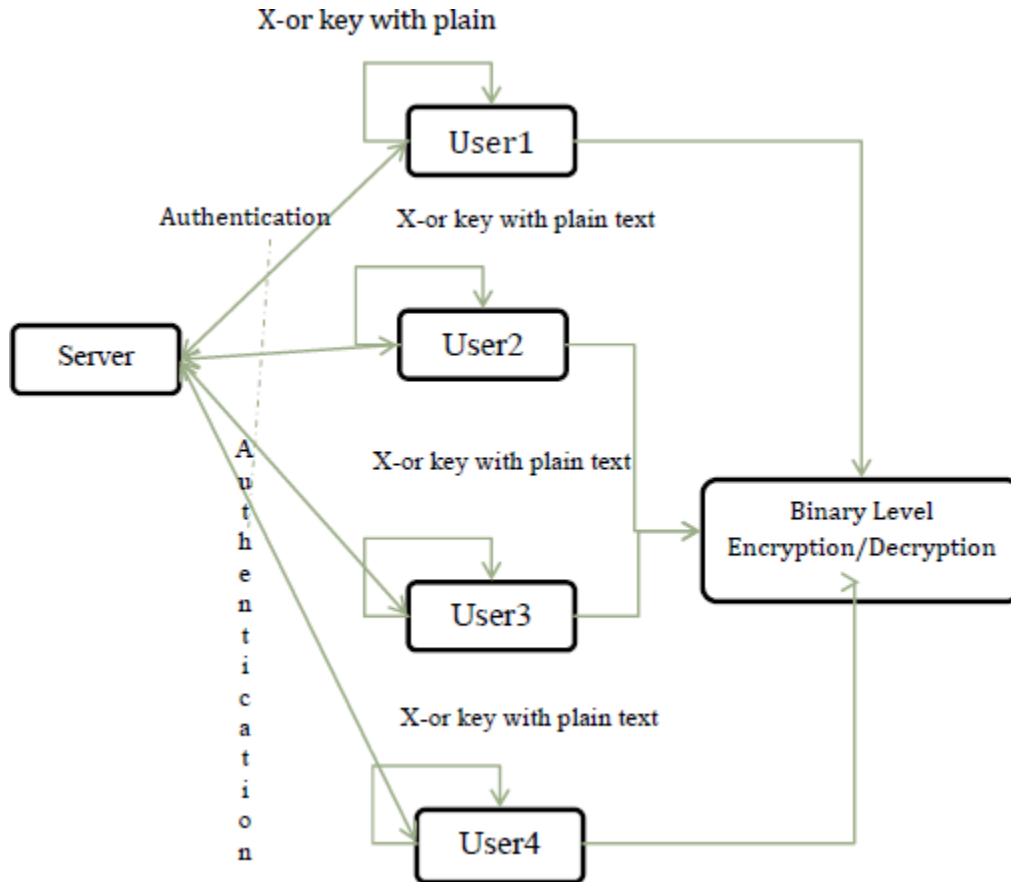 X-or key with plain
User1
Authentication
X-or key with plain text
User2
Server
Authentication
X-or key with plain text
Binary Level
Encryption/Decryption
User3
X-or key with plain text
User4